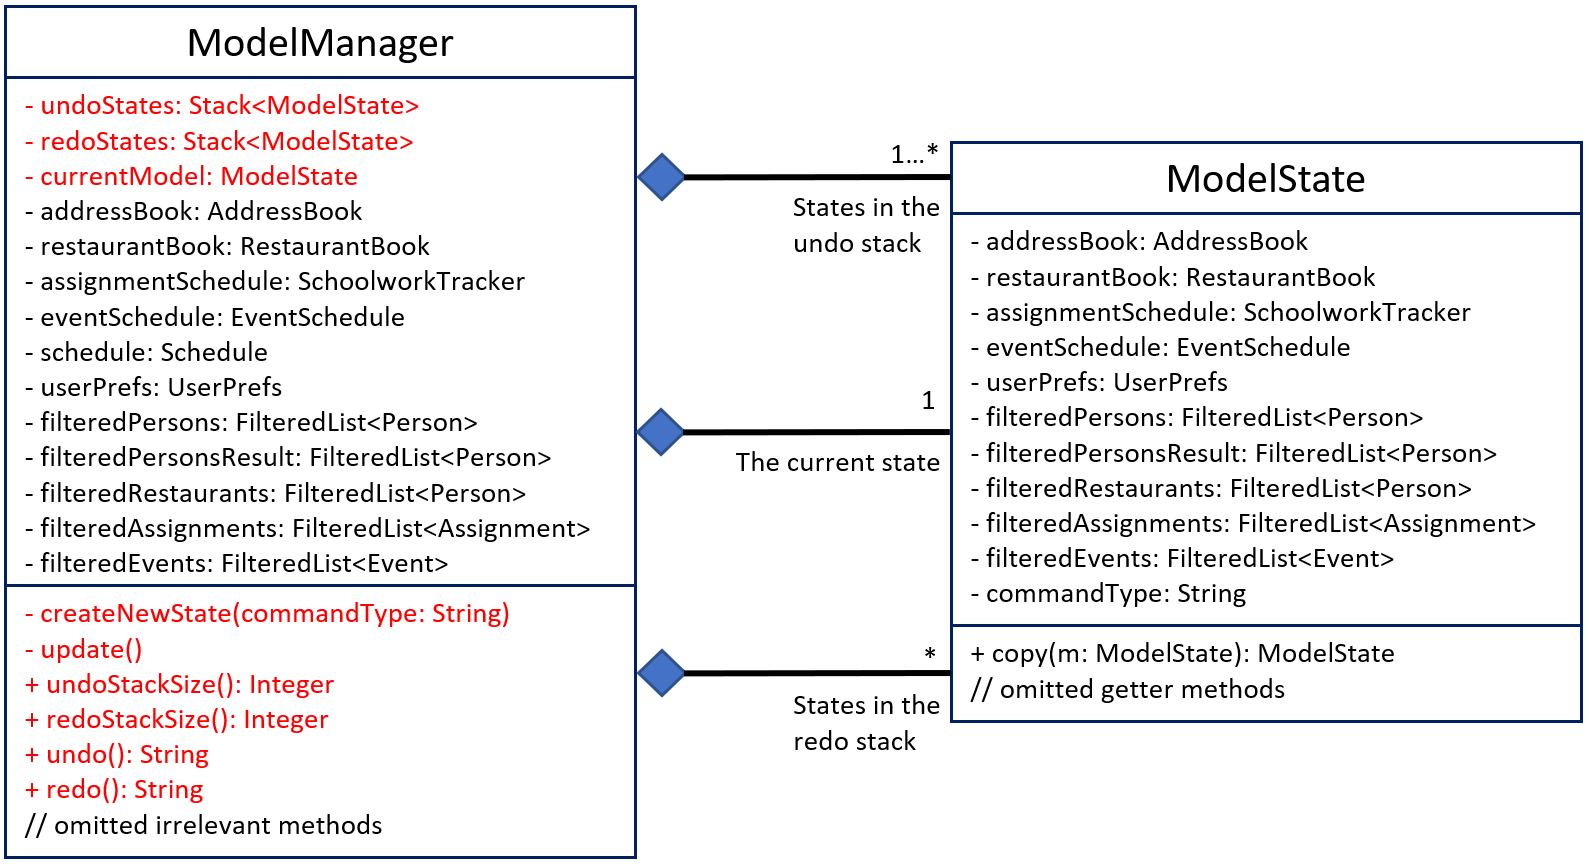 ModelManager
- undoStates: Stack<ModelState>
- redoStates: Stack<ModelState>
- currentModel: ModelState
- addressBook: AddressBook
- restaurantBook: RestaurantBook
- assignmentSchedule: SchoolworkTracker
- eventSchedule: EventSchedule
- schedule: Schedule
- userPrefs: UserPrefs
- filteredPersons: FilteredList<Person>
- filteredPersonsResult: FilteredList<Person>
- filteredRestaurants: FilteredList<Person>
- filteredAssignments: FilteredList<Assignment>
- filteredEvents: FilteredList<Event>
- createNewState(commandType: String)
- update()
+ undoStackSize(): Integer
+ redoStackSize(): Integer
+ undo(): String
+ redo(): String
// omitted irrelevant methods
1...*
States in the
undo stack
1
The current state
*
States in the
redo stack
ModelState
- addressBook: AddressBook
- restaurantBook: RestaurantBook
- assignmentSchedule: SchoolworkTracker
- eventSchedule: EventSchedule
- userPrefs: UserPrefs
- filteredPersons: FilteredList<Person>
- filteredPersonsResult: FilteredList<Person>
- filteredRestaurants: FilteredList<Person>
- filteredAssignments: FilteredList<Assignment>
- filteredEvents: FilteredList<Event>
- commandType: String
+ copy(m: ModelState): ModelState
// omitted getter methods